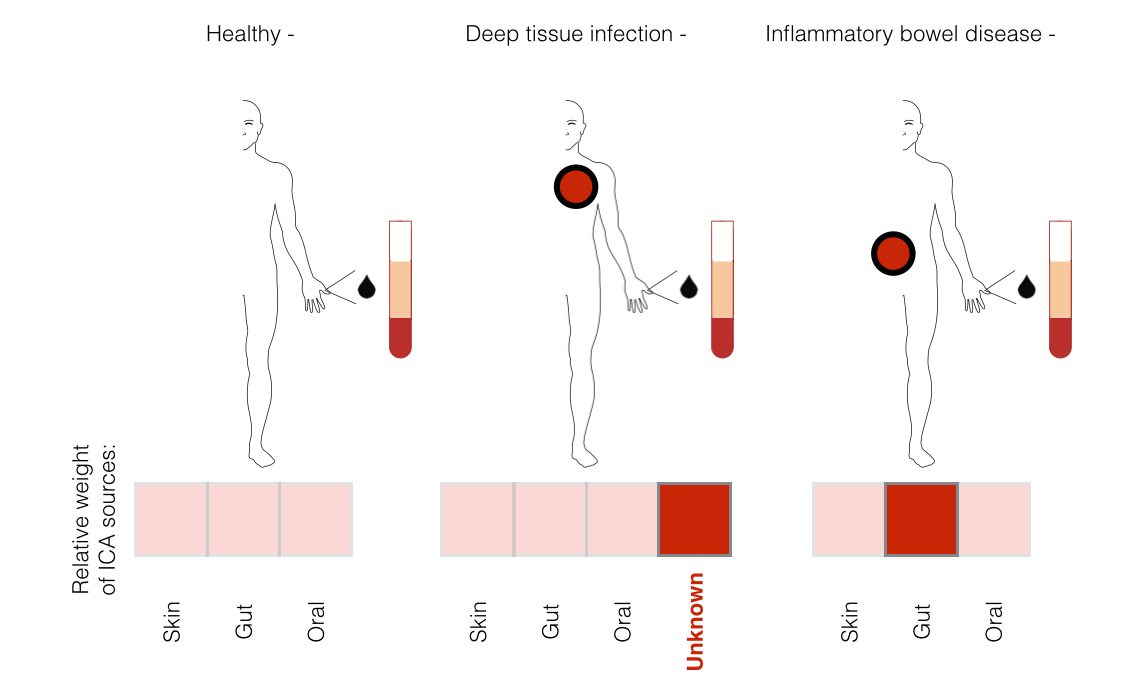 Healthy -
Deep tissue infection -
Inflammatory bowel disease -
Relative weight
of ICA sources:
Skin
Gut
Oral
Skin
Gut
Oral
Unknown
Skin
Gut
Oral